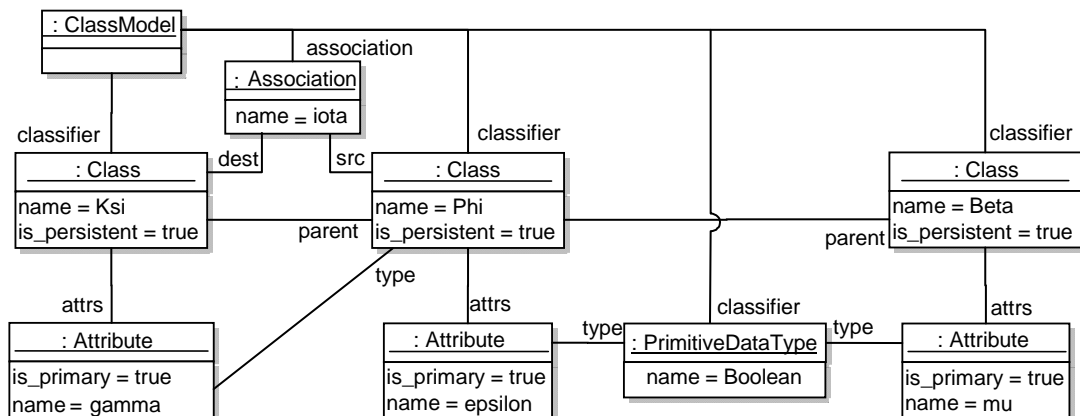 : ClassModel
association
: Association
name = iota
classifier
classifier
classifier
dest
src
: Class
name = Ksi
is_persistent = true
: Class
name = Phi
is_persistent = true
: Class
name = Beta
is_persistent = true
parent
parent
type
attrs
attrs
classifier
attrs
: Attribute
is_primary = true
name = gamma
: Attribute
is_primary = true
name = epsilon
type
: PrimitiveDataType
name = Boolean
type
: Attribute
is_primary = true
name = mu